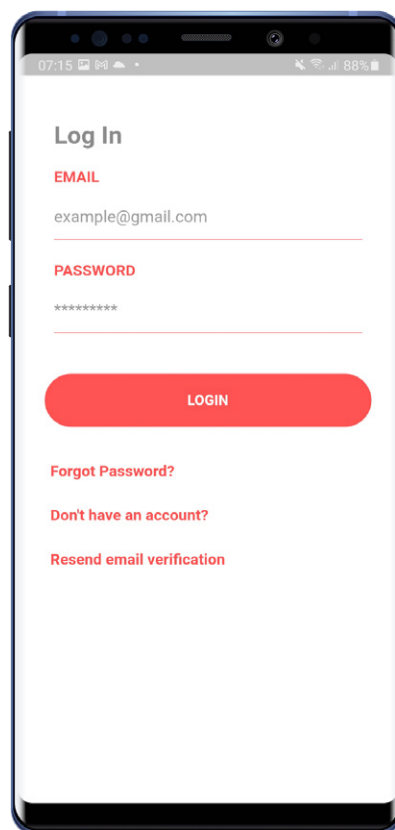 07:15 88%
Log In
EMAIL
example@gmail.com
PASSWORD
*********
LOGIN
Forgot Password?
Don't have an account?
Resend email verification